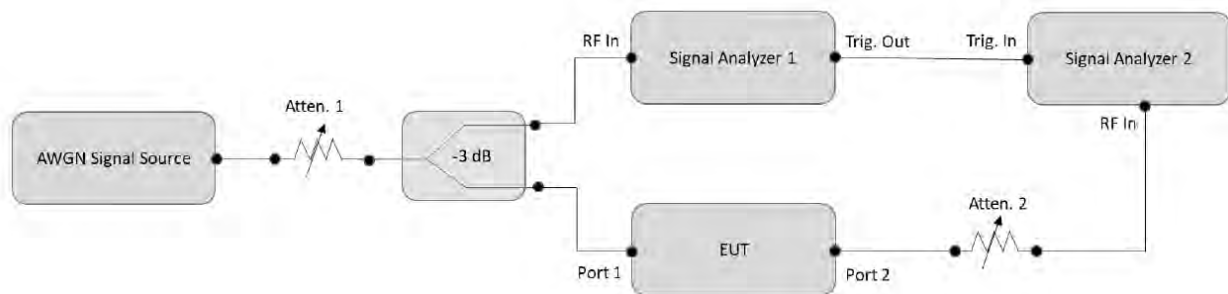 RF In
Signal Analyzer 1
Trig. Out
Trig. In
Signal Analyzer 2
RF In
Atten. 1
AWGN Signal Source
-3 dB
Atten. 2
Port 1
EUT
Port 2